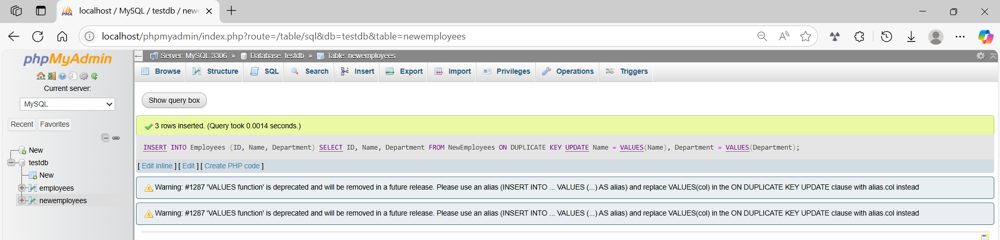 localhost / MySQL / testdb / newe
localhost/phpmyadmin/index.php?route=/table/sql&db=testdb&table=newemployees
phpMyAdmin
Current server:
MySQL
Recent Favorites
New
testdb
New
employees
newemployees
Server: MySQL:3306 » Database: testdb » Table: newemployees
Browse Structure SQL Search Insert Export Import Privileges Operations Triggers
Show query box
3 rows inserted. (Query took 0.0014 seconds.)
INSERT INTO Employees (ID, Name, Department) SELECT ID, Name, Department FROM NewEmployees ON DUPLICATE KEY UPDATE Name = VALUES(Name), Department = VALUES(Department);
[ Edit inline ] [ Edit ] [ Create PHP code ]
Warning: #1287 'VALUES function' is deprecated and will be removed in a future release. Please use an alias (INSERT INTO ... VALUES (...) AS alias) and replace VALUES(col) in the ON DUPLICATE KEY UPDATE clause with alias.col instead
Warning: #1287 'VALUES function' is deprecated and will be removed in a future release. Please use an alias (INSERT INTO ... VALUES (...) AS alias) and replace VALUES(col) in the ON DUPLICATE KEY UPDATE clause with alias.col instead